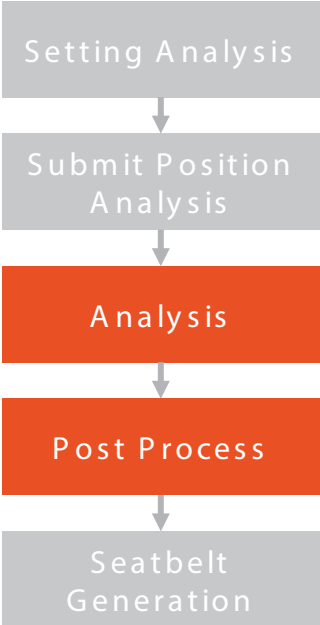 Setting Analysis
Submit Position
Analysis
Analysis
Post Process
Seatbelt
Generation